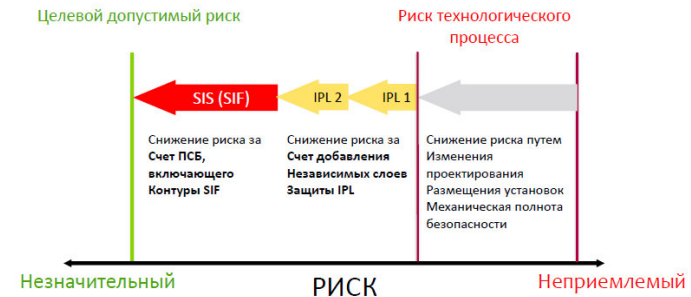 Целевой допустимый риск
Риск технологического
процесса
SIS (SIF)
IPL 2
IPL 1
Снижение риска за
Счет ПСБ,
включающего
Контуры SIF
Снижение риска за
Счет добавления
Независимых слоев
Защиты IPL
Снижение риска путем
Изменения
проектирования
Размещения установок
Механическая полнота
безопасности
Незначительный
РИСК
Неприемлемый